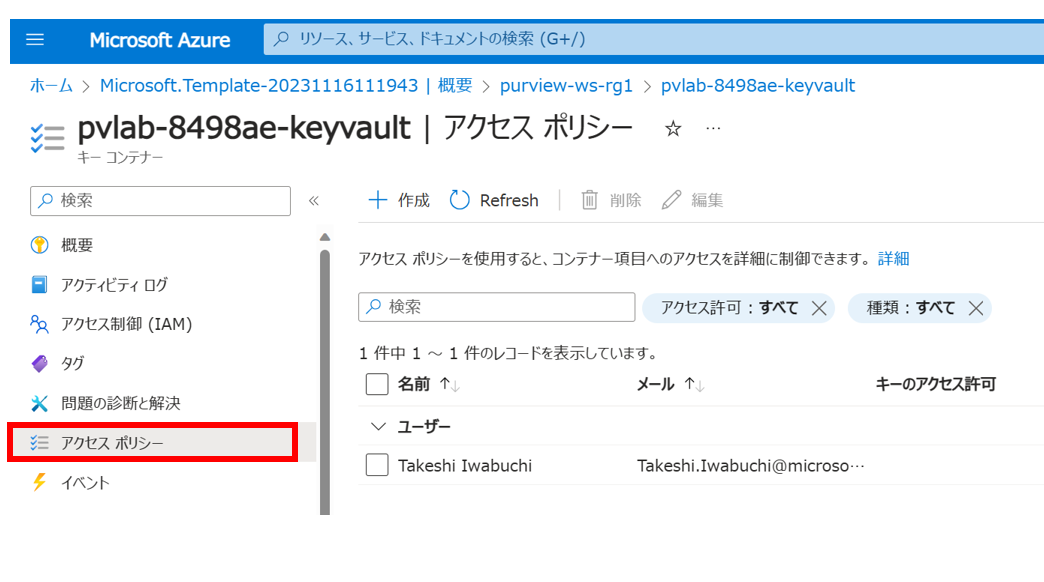 Microsoft Azure
リソース、サービス、ドキュメントの検索 (G+/)
ホーム > Microsoft.Template-20231116111943 | 概要 > purview-ws-rg1 > pvlab-8498ae-keyvault
pvlab-8498ae-keyvault | アクセス ポリシー ☆ …
キー コンテナー
検索 «
作成 Refresh 削除 編集
概要
アクティビティ ログ
アクセス制御 (IAM)
タグ
問題の診断と解決
アクセス ポリシー
イベント
アクセス ポリシーを使用すると、コンテナー項目へのアクセスを詳細に制御できます。 詳細
検索 アクセス許可 : すべて 種類 : すべて
1 件中 1 ～ 1 件のレコードを表示しています。
名前 ↑↓ メール ↑↓ キーのアクセス許可
ユーザー
Takeshi Iwabuchi Takeshi.Iwabuchi@microso…